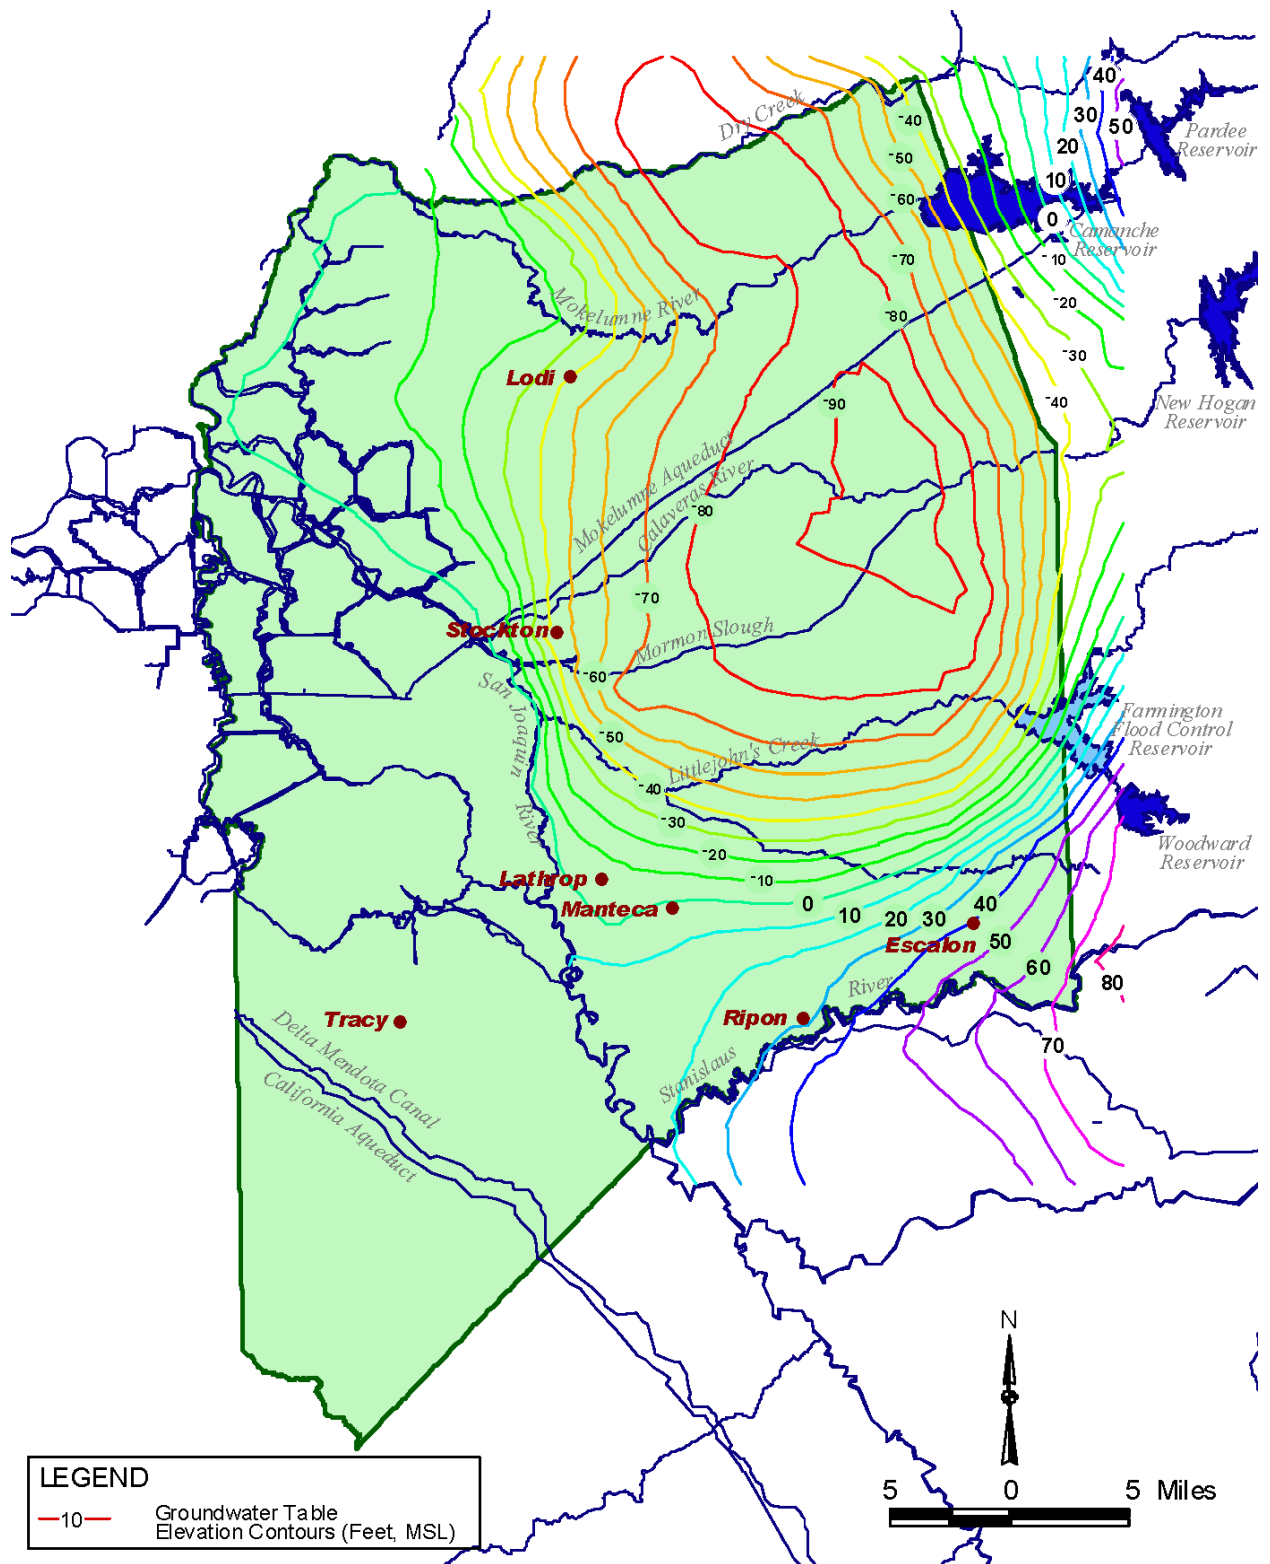 40
30
50
Pardee
Reservoir
Dry Creek
-40
20
-50
10
-60
0
Camanche
Reservoir
-70
-10
-20
Mokelumne River
-80
-30
Lodi
-90
-40
New Hogan
Reservoir
Mokelumne Aqueduct
Calaveras River
-80
-70
Stockton
Mormon Slough
-60
San Joaquin
River
-50
Farmington
Flood Control
Reservoir
Littlejohn's Creek
-40
-30
-20
Woodward
Reservoir
-10
Lathrop
Manteca
0
10
20
30
40
Escalon
50
60
80
River
Ripon
Tracy
70
Stanislaus
Delta Mendota Canal
California Aqueduct
N
LEGEND
10
Groundwater Table
Elevation Contours (Feet, MSL)
5 0 5 Miles